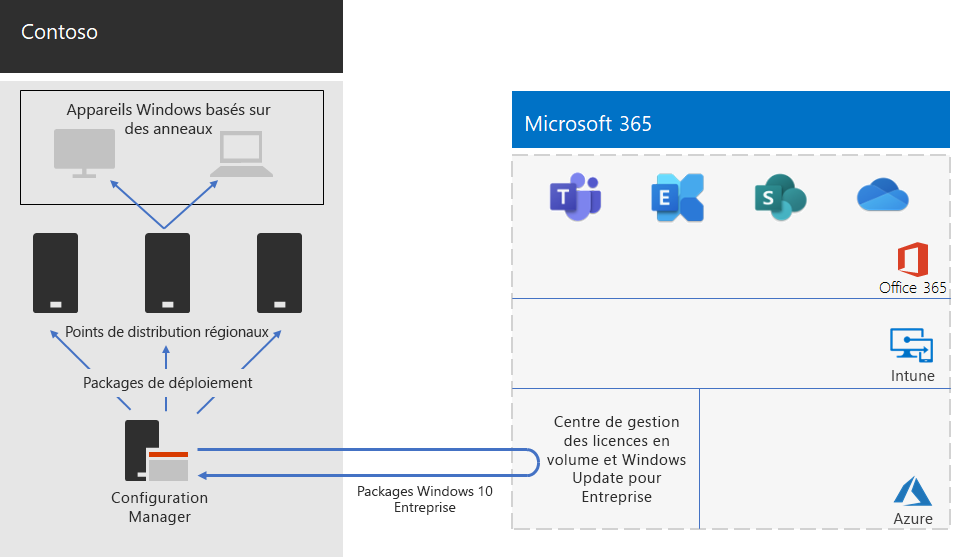 Contoso
Appareils Windows basés sur
des anneaux
Points de distribution régionaux
Packages de déploiement
Configuration
Manager
Packages Windows 10
Entreprise
Microsoft 365
T
E
S
Office 365
Intune
Centre de gestion
des licences en
volume et Windows
Update pour
Entreprise
Azure